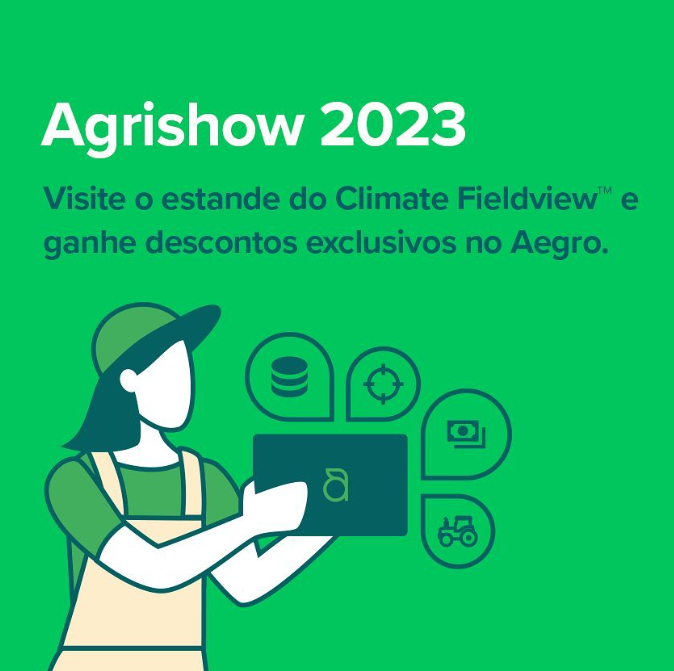 Agrishow 2023
Visite o estande do Climate Fieldview™ e
ganhe descontos exclusivos no Aegro.